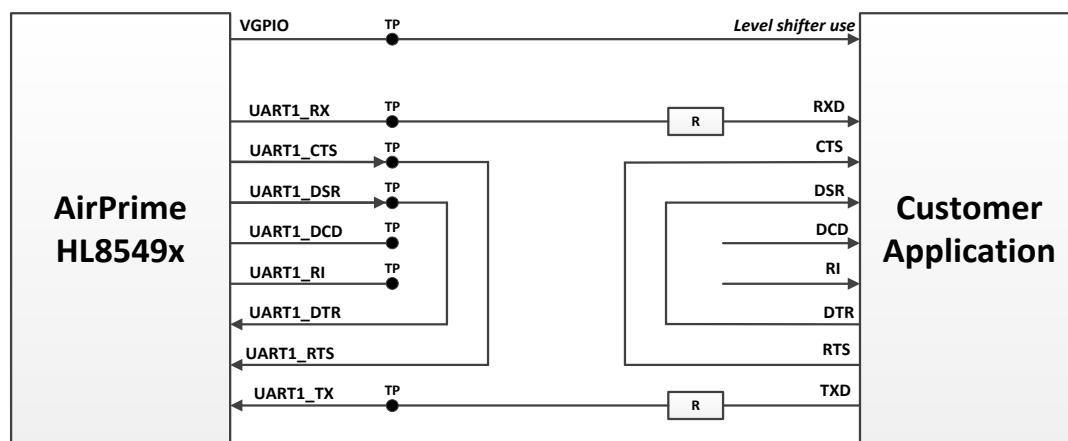 VGPIO TP Level shifter use
UART1_RX TP R RXD
UART1_CTS TP CTS
UART1_DSR TP DSR
AirPrime
HL8549x
Customer
Application
UART1_DCD TP DCD
UART1_RI TP RI
UART1_DTR DTR
UART1_RTS RTS
UART1_TX TP R TXD